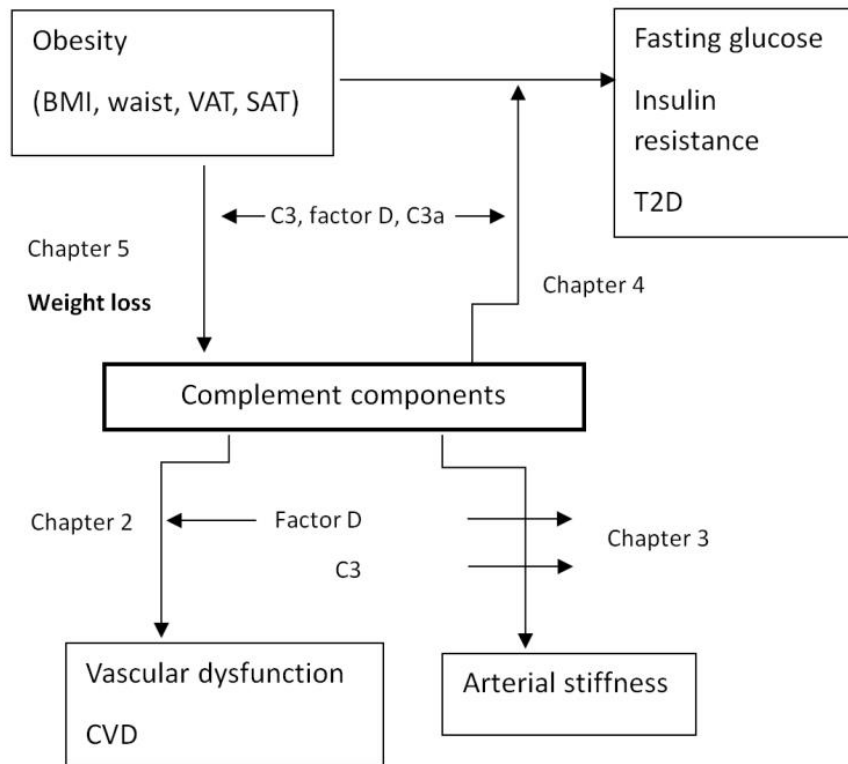 Obesity
(BMI, waist, VAT, SAT)
Fasting glucose
Insulin
resistance
T2D
C3, factor D, C3a
Chapter 5
Weight loss
Chapter 4
Complement components
Chapter 2
Factor D
C3
Chapter 3
Vascular dysfunction
CVD
Arterial stiffness